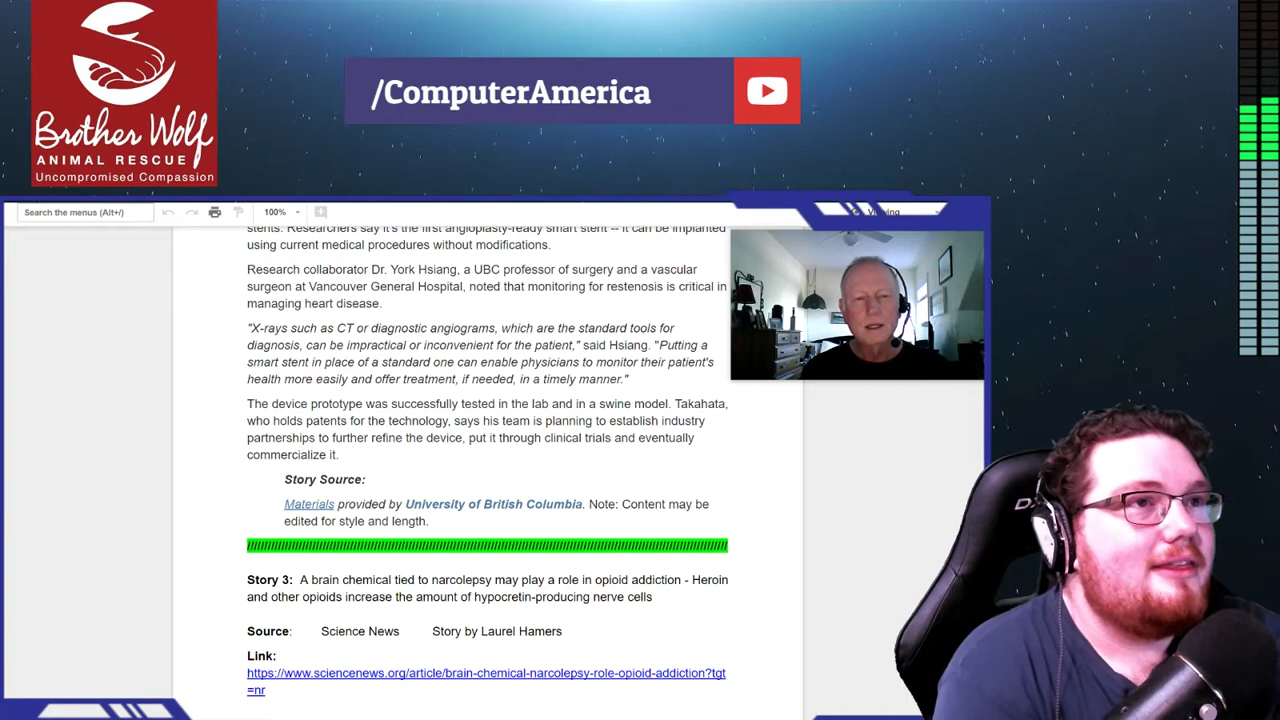 Brother Wolf
ANIMAL RESCUE
Uncompromised Compassion
/ComputerAmerica
Search the menus (Alt+/)
100%
Viewing
stents. Researchers say it's the first angioplasty-ready smart stent -- it can be implanted
using current medical procedures without modifications.
Research collaborator Dr. York Hsiang, a UBC professor of surgery and a vascular
surgeon at Vancouver General Hospital, noted that monitoring for restenosis is critical in
managing heart disease.
"X-rays such as CT or diagnostic angiograms, which are the standard tools for
diagnosis, can be impractical or inconvenient for the patient," said Hsiang. "Putting a
smart stent in place of a standard one can enable physicians to monitor their patient's
health more easily and offer treatment, if needed, in a timely manner."
The device prototype was successfully tested in the lab and in a swine model. Takahata,
who holds patents for the technology, says his team is planning to establish industry
partnerships to further refine the device, put it through clinical trials and eventually
commercialize it.
Story Source:
Materials provided by University of British Columbia. Note: Content may be
edited for style and length.
Story 3: A brain chemical tied to narcolepsy may play a role in opioid addiction - Heroin
and other opioids increase the amount of hypocretin-producing nerve cells
Source: Science News Story by Laurel Hamers
Link:
https://www.sciencenews.org/article/brain-chemical-narcolepsy-role-opioid-addiction?tgt
=nr